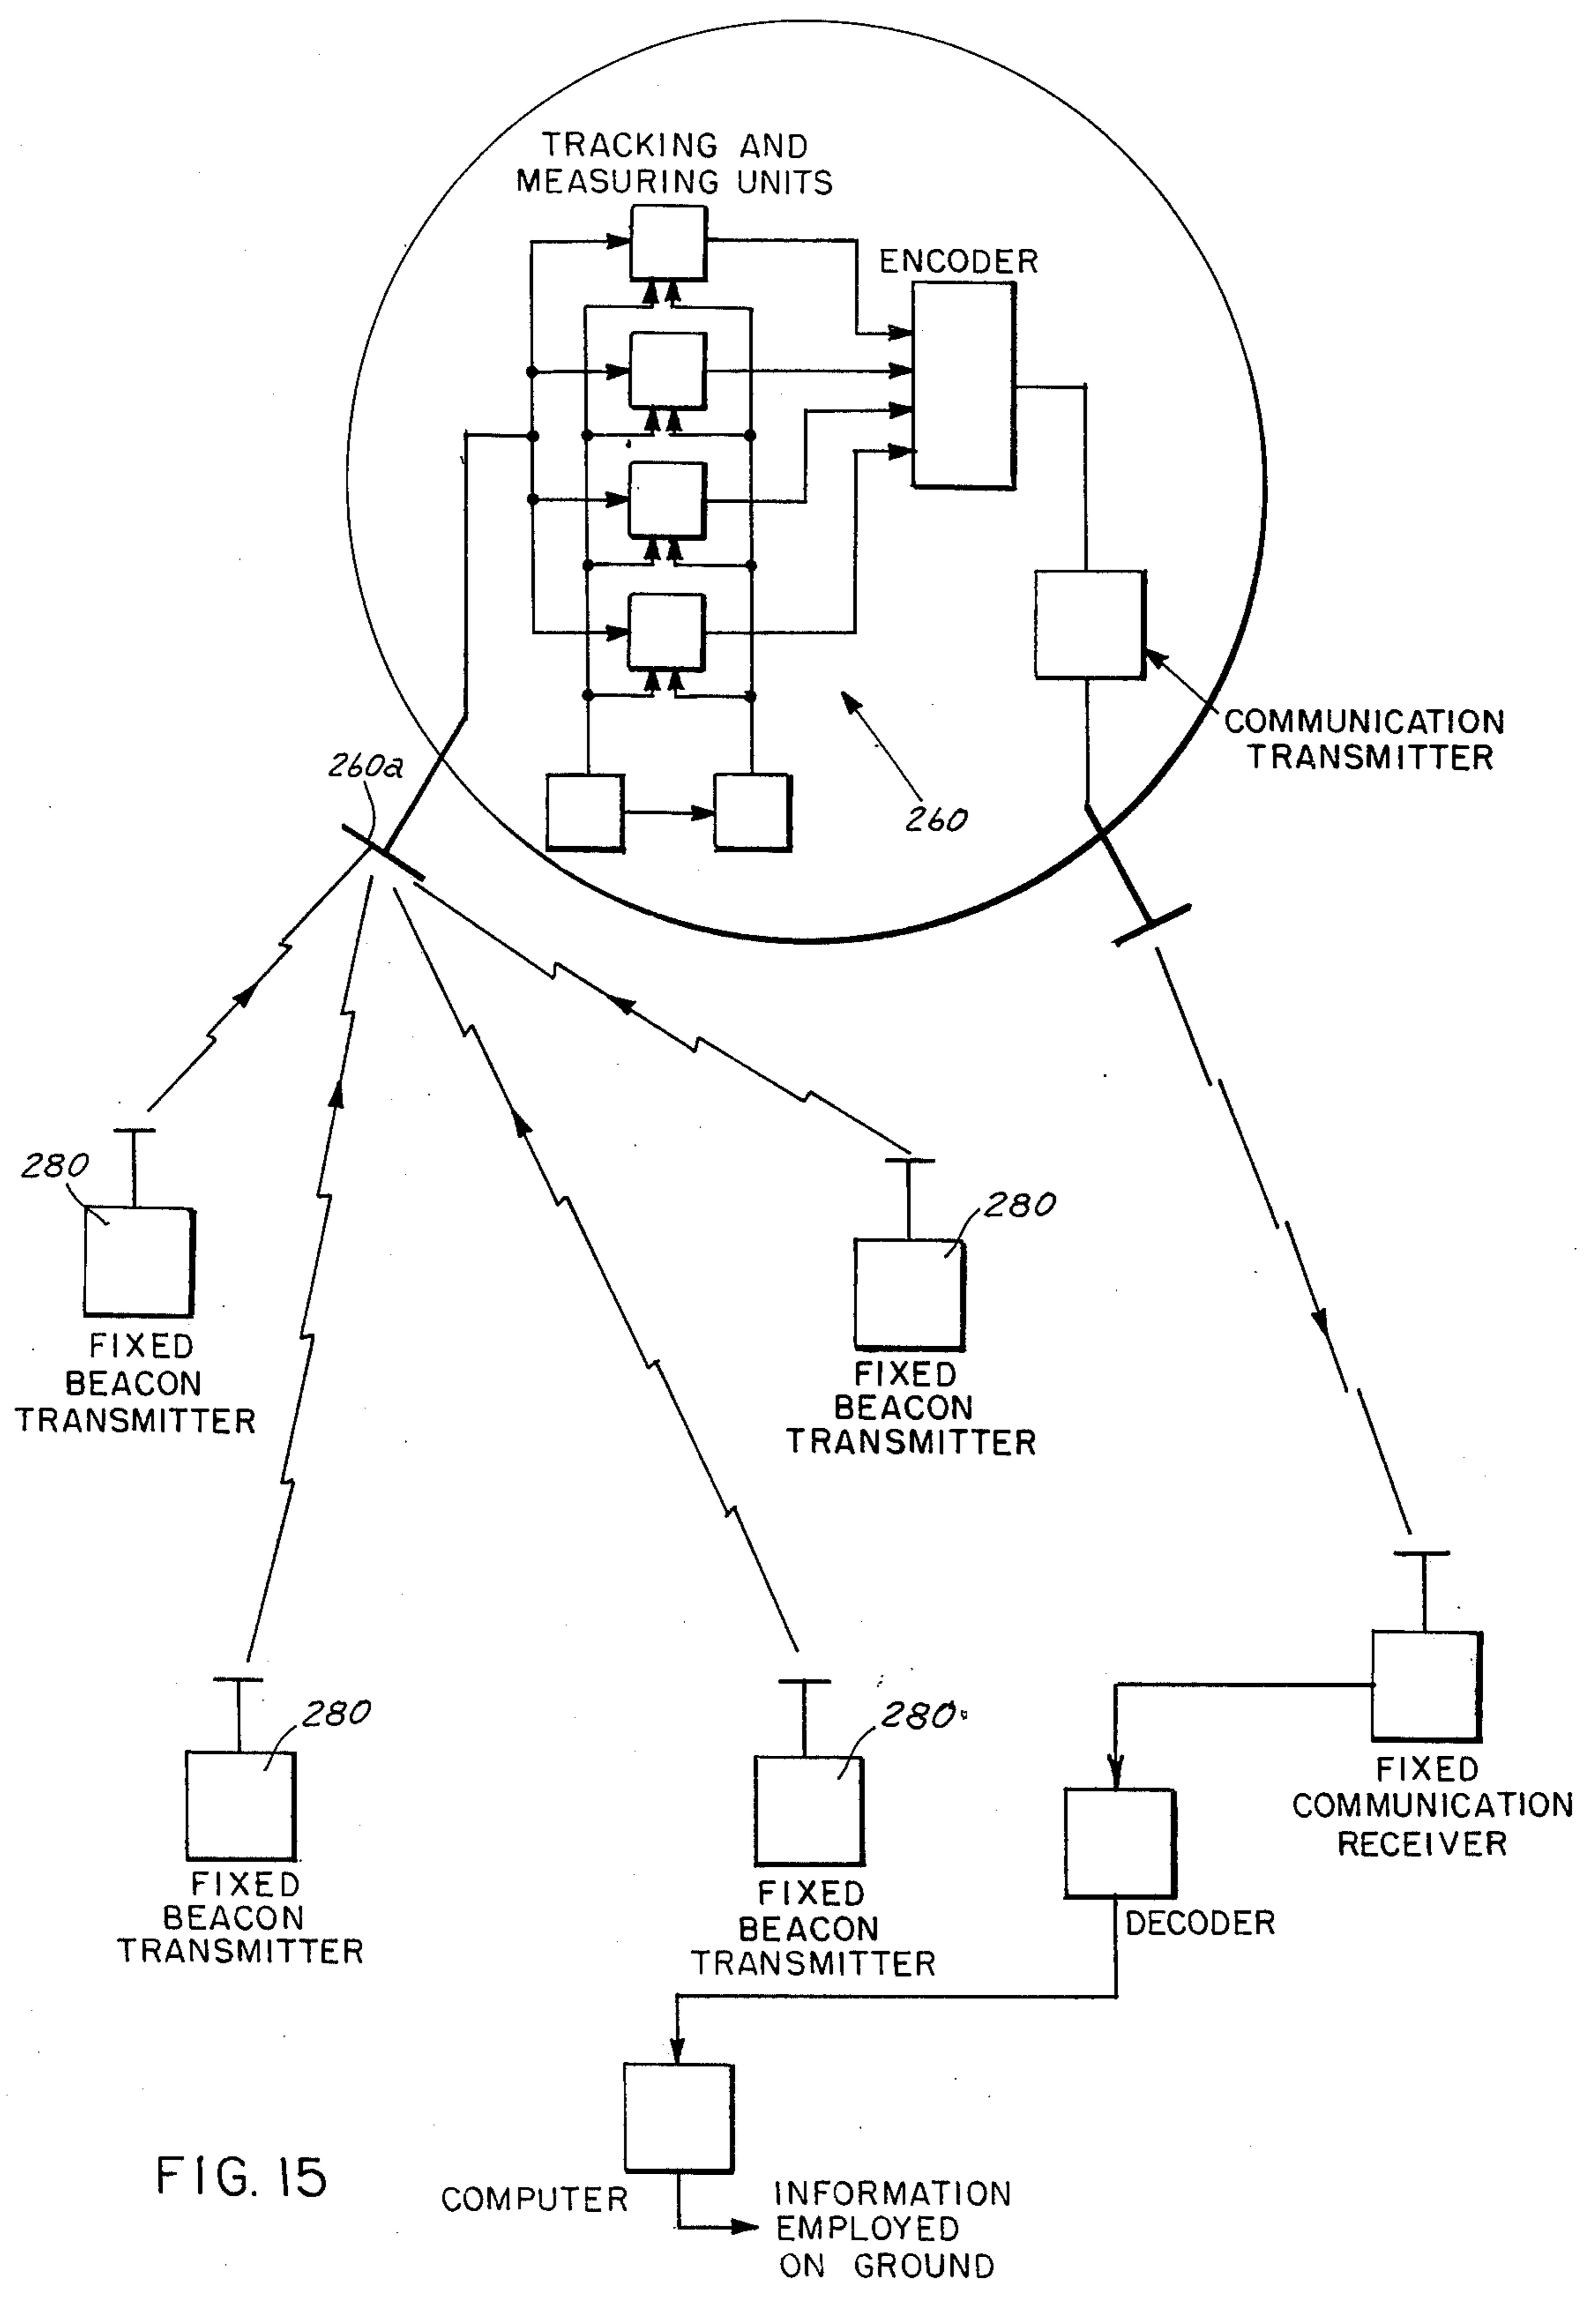 TRACKING AND
MEASURING UNITS
ENCODER
COMMUNICATION
TRANSMITTER
260a
260
280
FIXED
BEACON
TRANSMITTER
280
FIXED
BEACON
TRANSMITTER
280
FIXED
BEACON
TRANSMITTER
280
FIXED
BEACON
TRANSMITTER
FIXED
COMMUNICATION
RECEIVER
DECODER
COMPUTER
INFORMATION
EMPLOYED
ON GROUND
FIG. 15